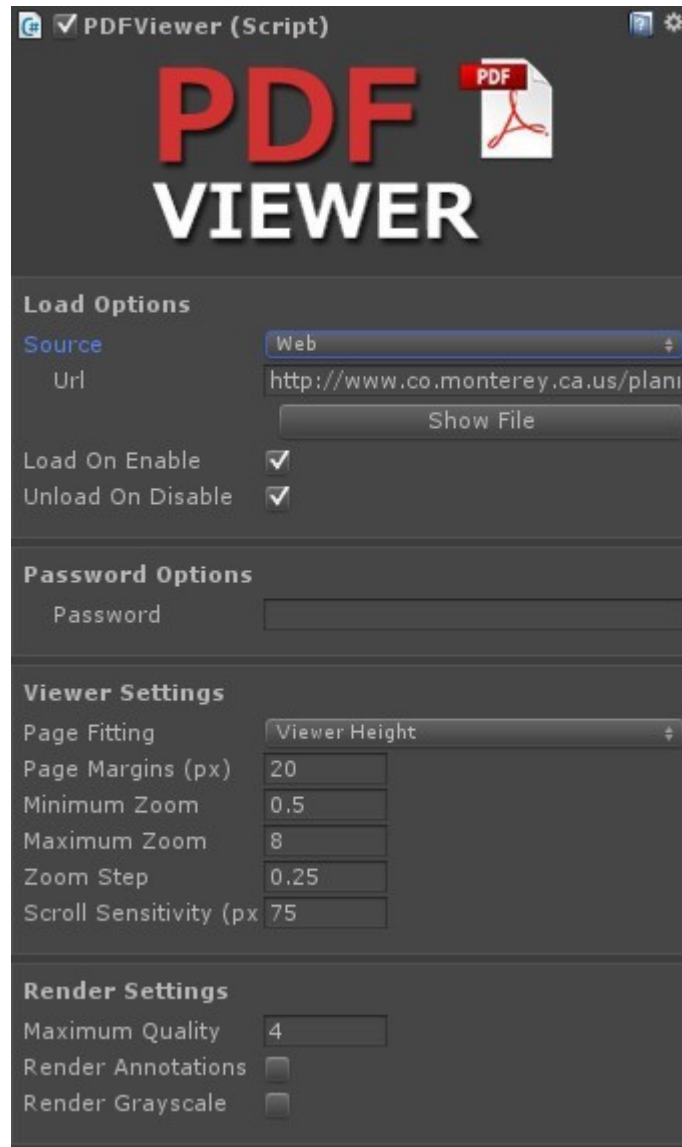 PDFViewer (Script)
PDF PDF
VIEWER
Load Options
Source Web
Url http://www.co.monterey.ca.us/plan
Show File
Load On Enable
Unload On Disable
Password Options
Password
Viewer Settings
Page Fitting Viewer Height
Page Margins (px) 20
Minimum Zoom 0.5
Maximum Zoom 8
Zoom Step 0.25
Scroll Sensitivity (px 75
Render Settings
Maximum Quality 4
Render Annotations
Render Grayscale